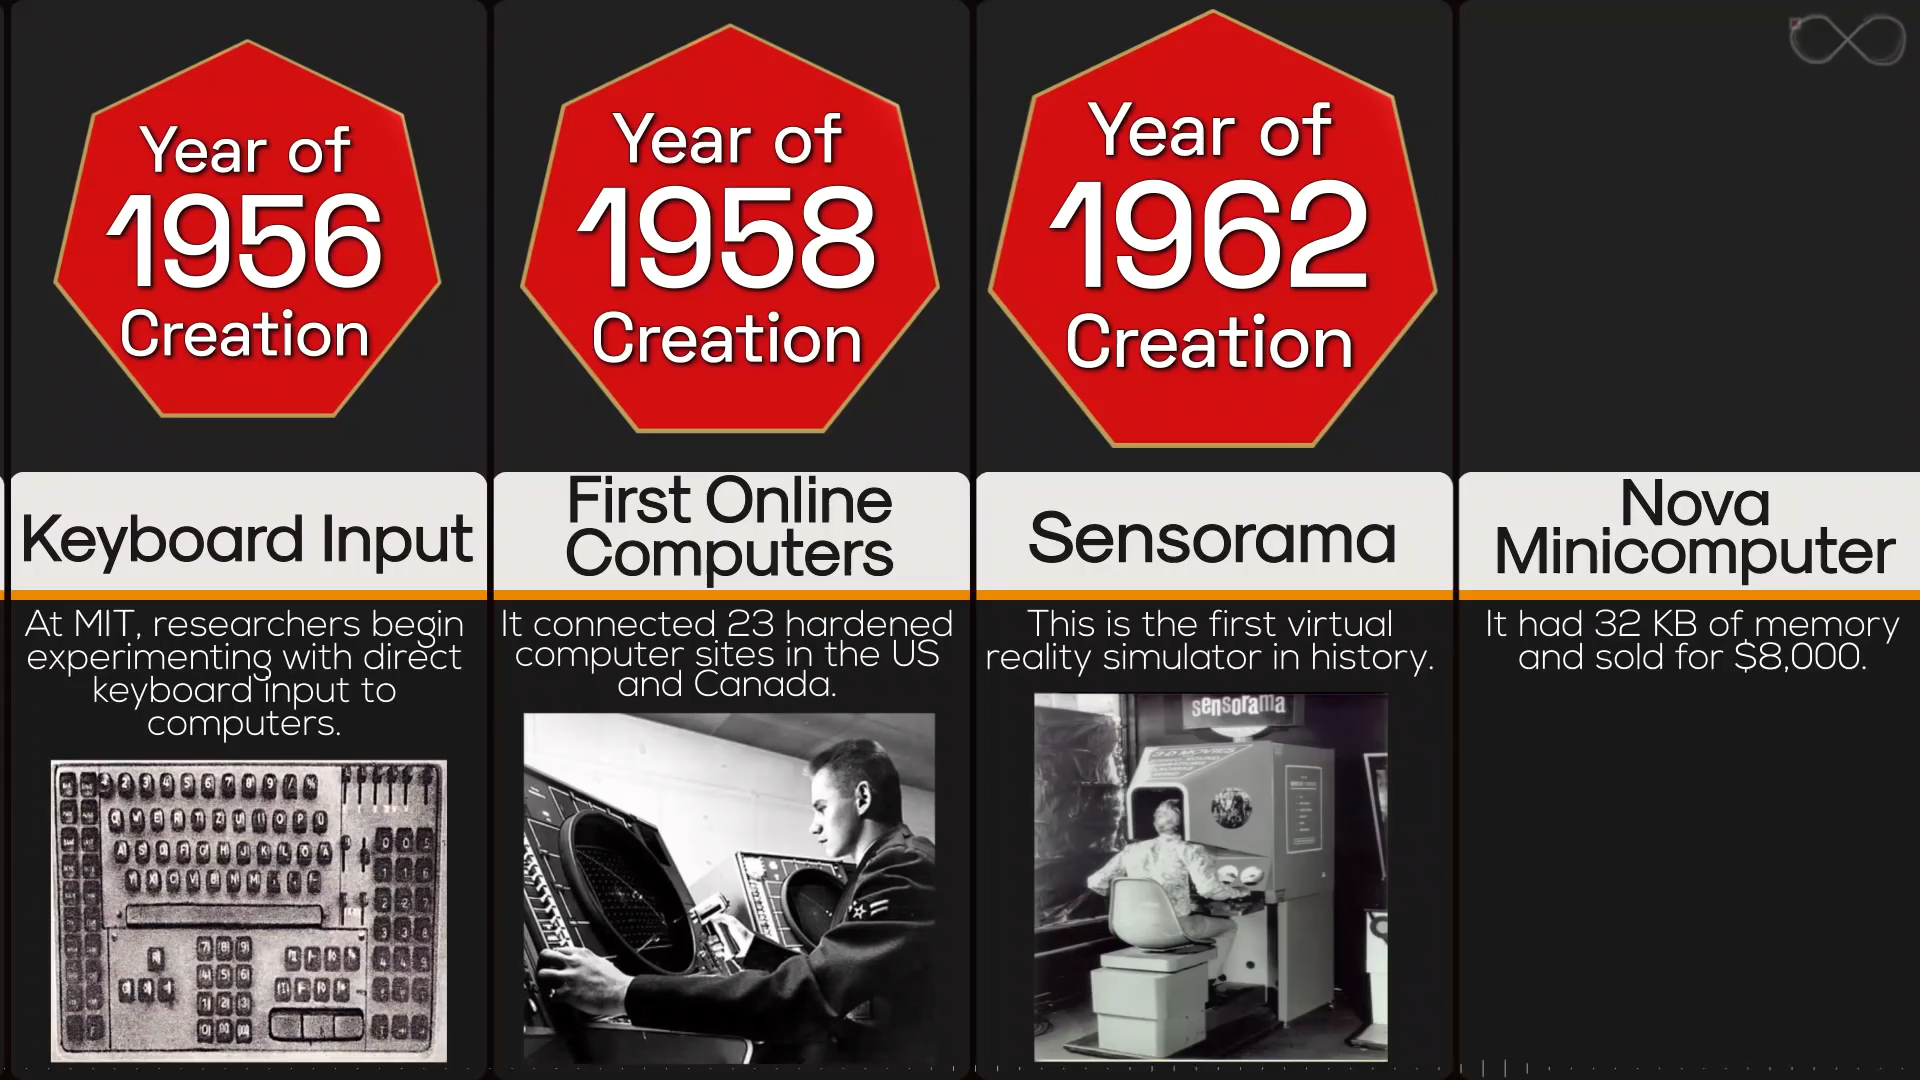 Year of
1956
Creation
Keyboard Input
At MIT, researchers begin
experimenting with direct
keyboard input to
computers.
Year of
1958
Creation
First Online
Computers
It connected 23 hardened
computer sites in the US
and Canada.
Year of
1962
Creation
Sensorama
This is the first virtual
reality simulator in history.
sensorama
3-D MOVIES
Nova
Minicomputer
It had 32 KB of memory
and sold for $8,000.